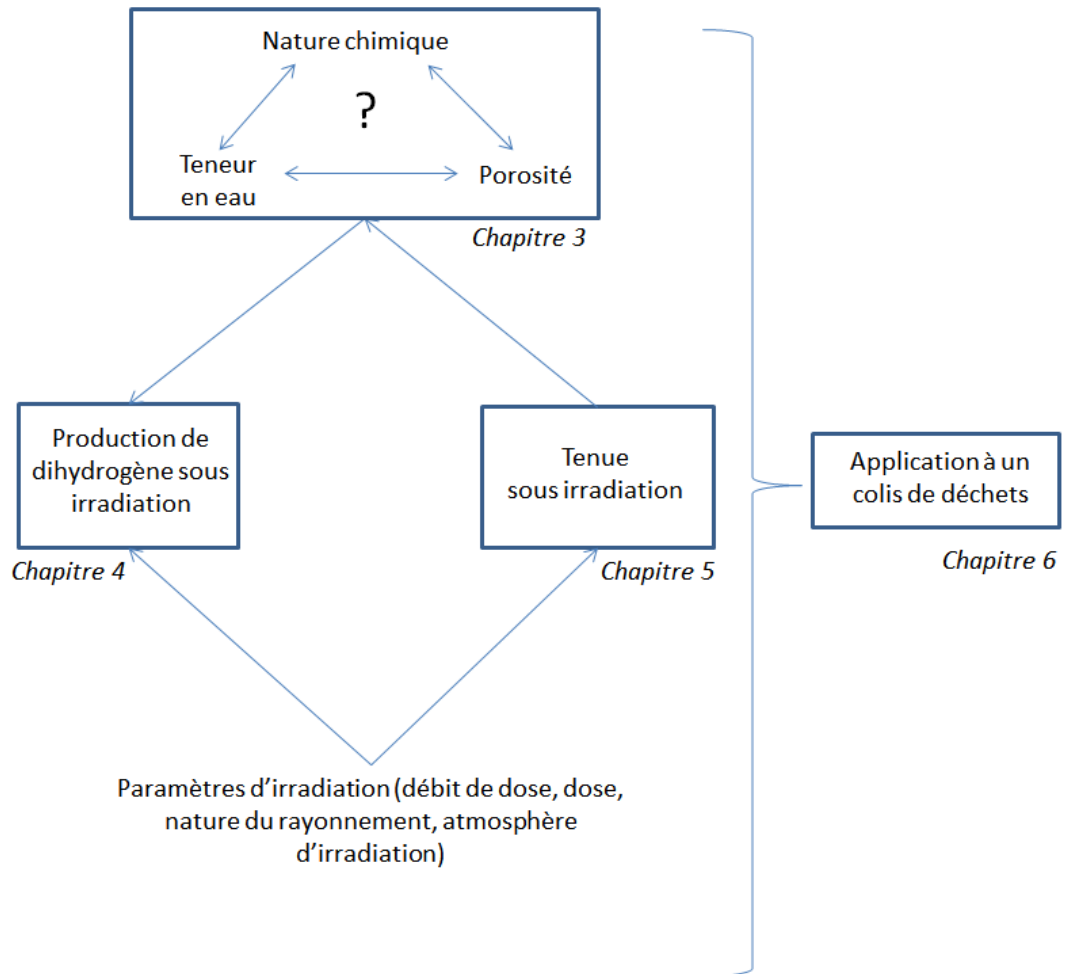 Nature chimique
?
Teneur
en eau
Porosité
Chapitre 3
Production de
dihydrogène sous
irradiation
Chapitre 4
Tenue
sous irradiation
Chapitre 5
Application à un
colis de déchets
Chapitre 6
Paramètres d’irradiation (débit de dose, dose,
nature du rayonnement, atmosphère
d’irradiation)